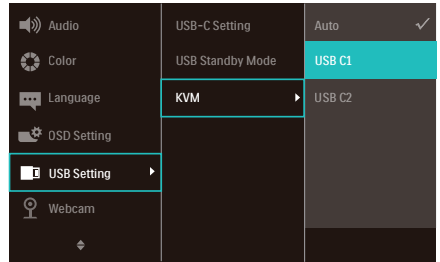 Audio
Color
Language
OSD Setting
USB Setting
Webcam
USB-C Setting
USB Standby Mode
KVM
Auto
USB C1
USB C2